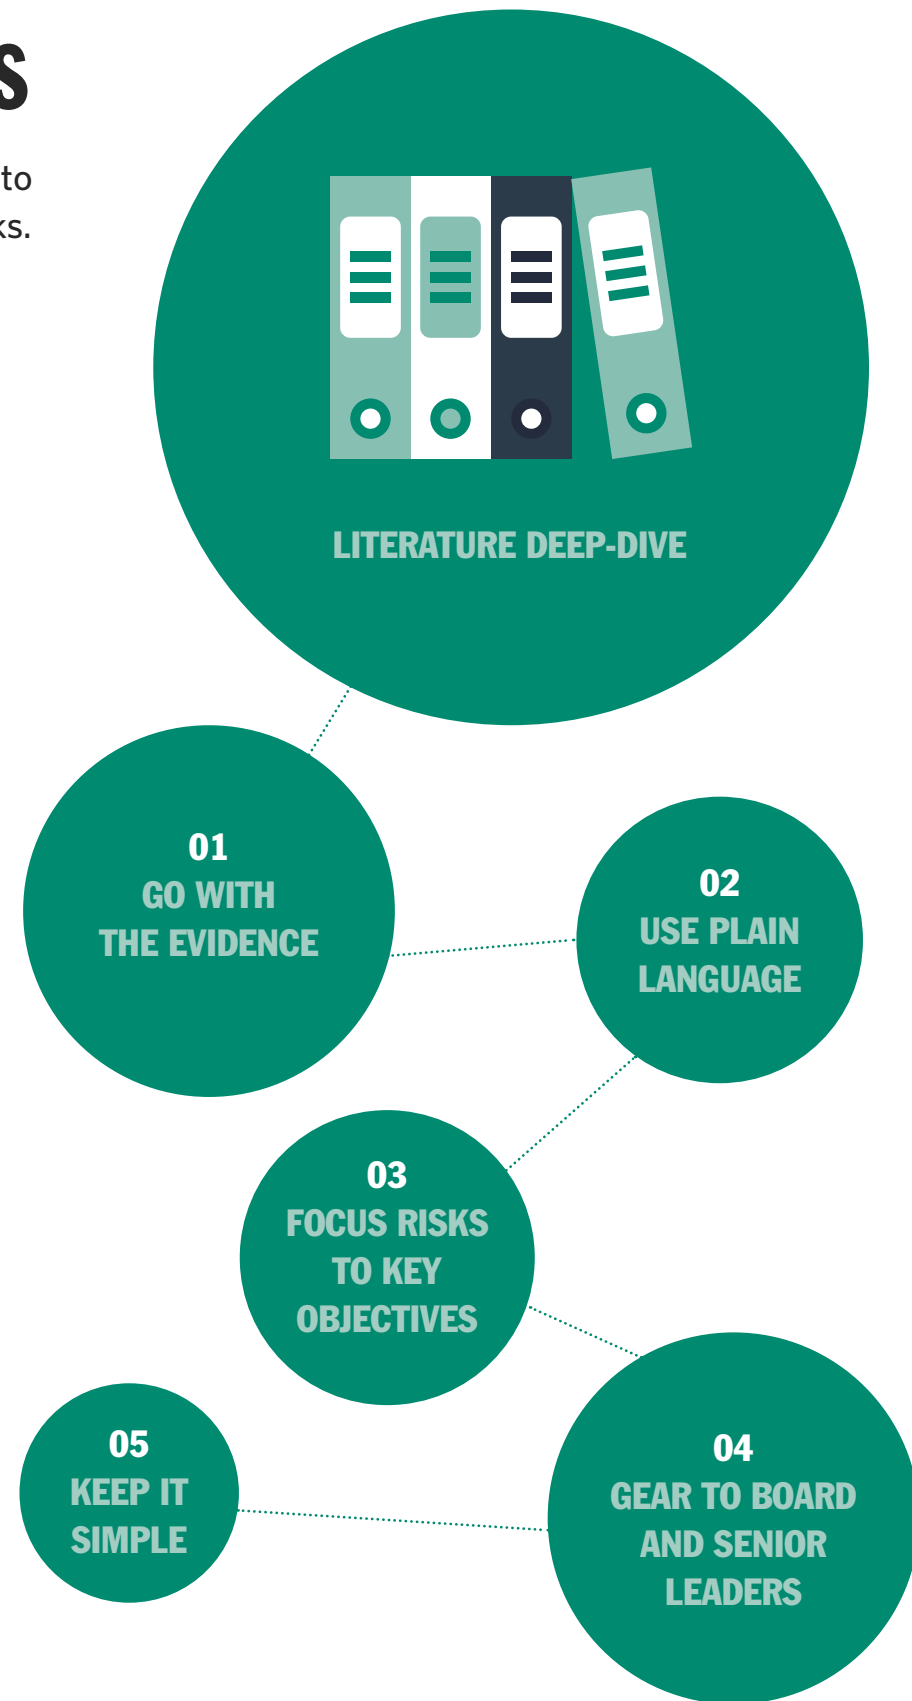 S
to
ks.
LITERATURE DEEP-DIVE
01
GO WITH
THE EVIDENCE
02
USE PLAIN
LANGUAGE
03
FOCUS RISKS
TO KEY
OBJECTIVES
04
GEAR TO BOARD
AND SENIOR
LEADERS
05
KEEP IT
SIMPLE